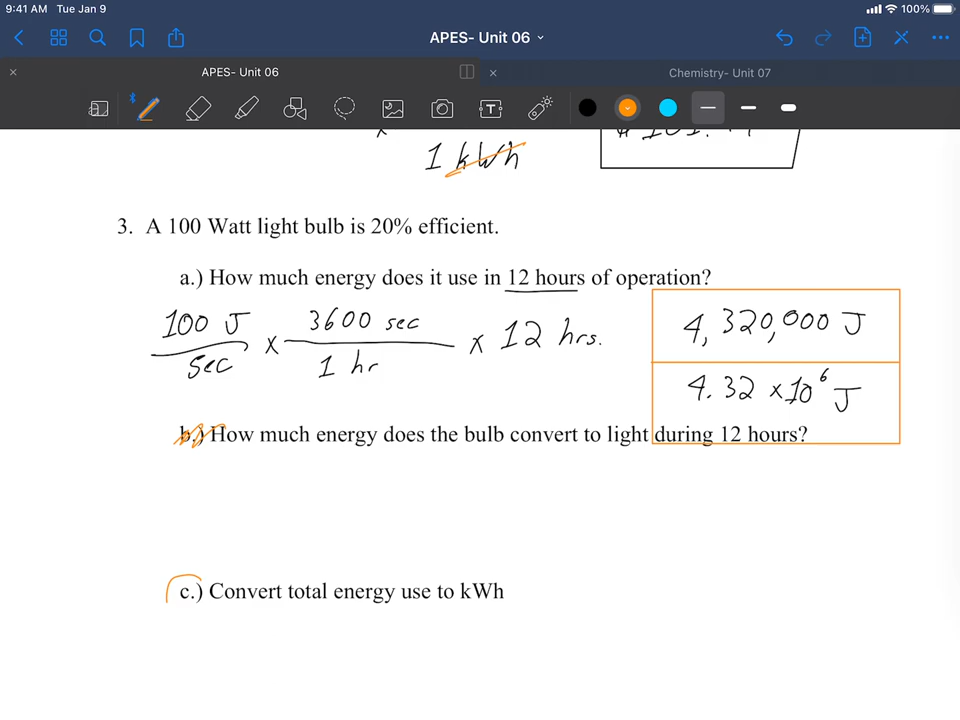 9:41 AM Tue Jan 9 100%
APES- Unit 06
APES- Unit 06 Chemistry- Unit 07
1 kWh
3. A 100 Watt light bulb is 20% efficient.
a.) How much energy does it use in 12 hours of operation?
100 J / sec x 3600 sec / 1 hr x 12 hrs.
4,320,000 J
4.32 x 10⁶ J
b.) How much energy does the bulb convert to light during 12 hours?
c.) Convert total energy use to kWh